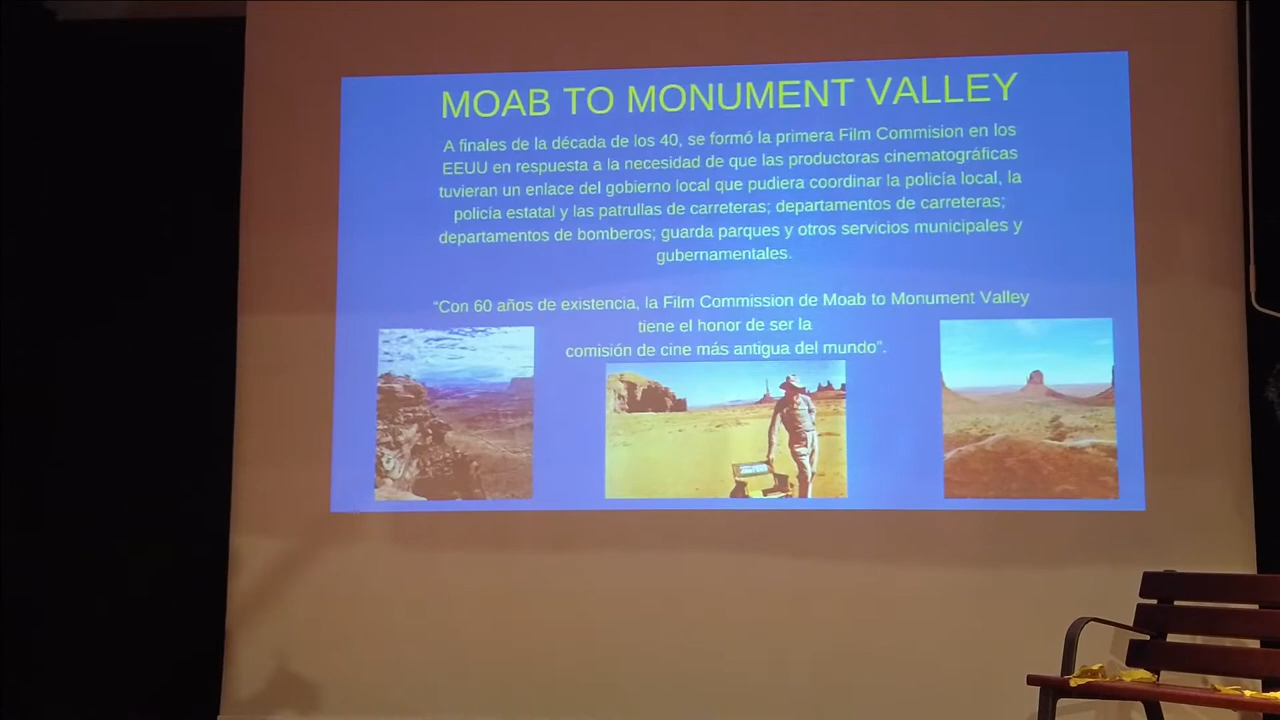 MOAB TO MONUMENT VALLEY
A finales de la década de los 40, se formó la primera Film Commision en los
EEUU en respuesta a la necesidad de que las productoras cinematográficas
tuvieran un enlace del gobierno local que pudiera coordinar la policía local, la
policía estatal y las patrullas de carreteras; departamentos de carreteras;
departamentos de bomberos; guarda parques y otros servicios municipales y
gubernamentales.
“Con 60 años de existencia, la Film Commission de Moab to Monument Valley
tiene el honor de ser la
comisión de cine más antigua del mundo”.